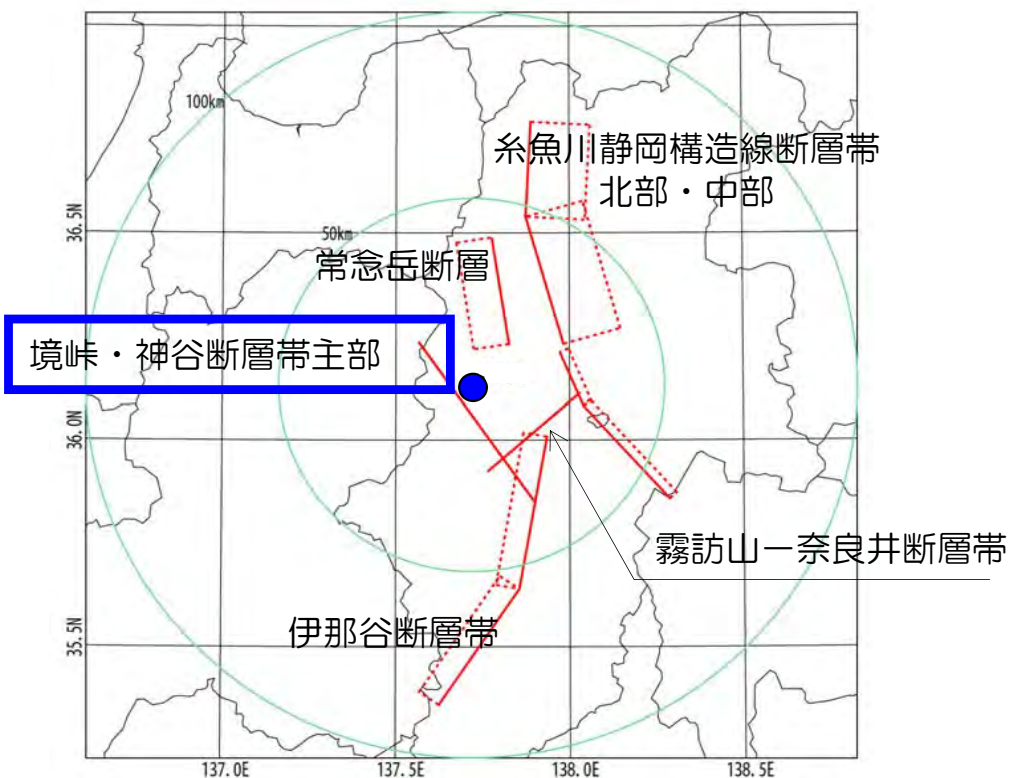 100km
糸魚川静岡構造線断層帯
北部・中部
36.5N
50km
常念岳断層
境峠・神谷断層帯主部
36.0N
霧訪山ー奈良井断層帯
伊那谷断層帯
35.5N
137.0E
137.5E
138.0E
138.5E